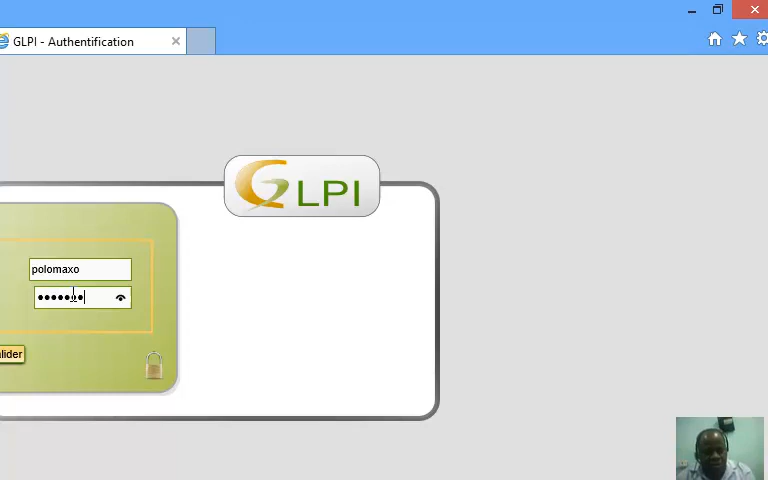 GLPI - Authentification
GLPI
polomaxo
•••••••
alider